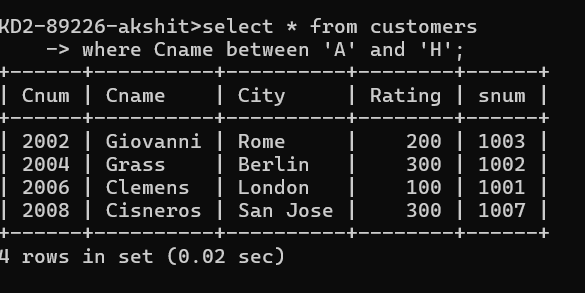 KD2-89226-akshit>select * from customers
    -> where Cname between 'A' and 'H';
+------+----------+----------+--------+------+
| Cnum | Cname    | City     | Rating | snum |
+------+----------+----------+--------+------+
| 2002 | Giovanni | Rome     |    200 | 1003 |
| 2004 | Grass    | Berlin   |    300 | 1002 |
| 2006 | Clemens  | London   |    100 | 1001 |
| 2008 | Cisneros | San Jose |    300 | 1007 |
+------+----------+----------+--------+------+
4 rows in set (0.02 sec)